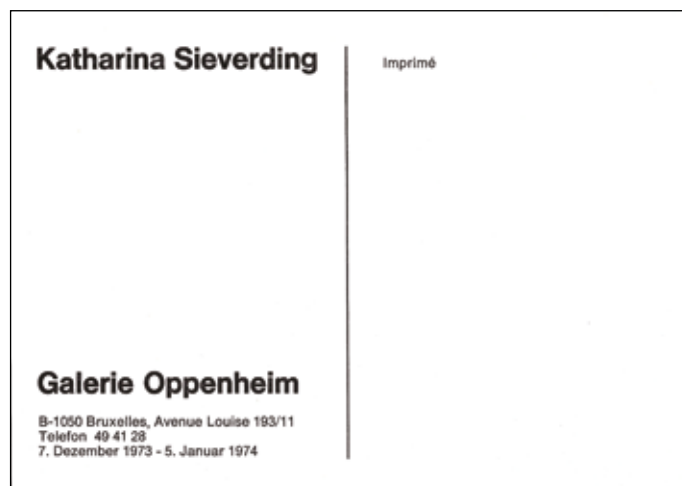 Katharina Sieverding
Imprimé
Galerie Oppenheim
B-1050 Bruxelles, Avenue Louise 193/11
Telefon 49 41 28
7. Dezember 1973 - 5. Januar 1974